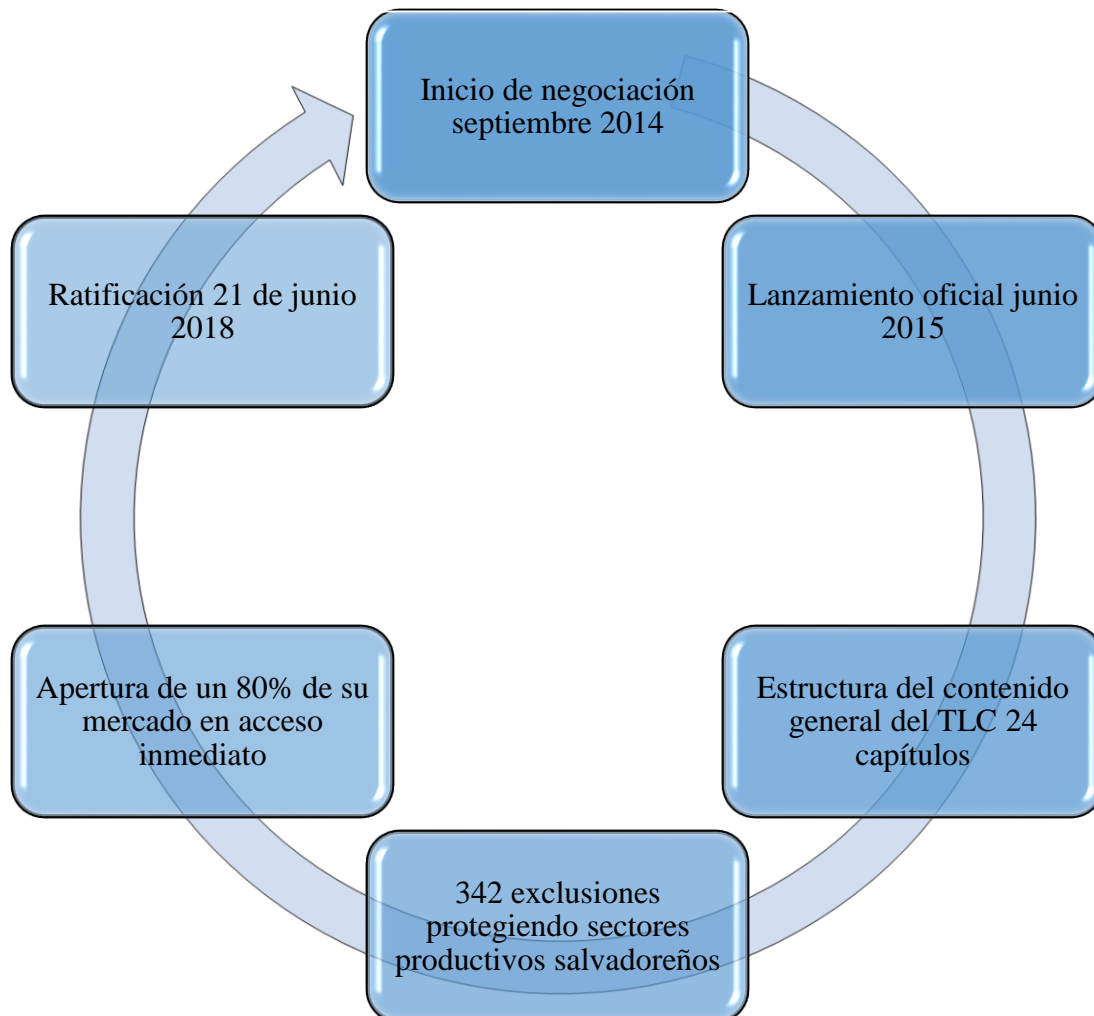 Inicio de negociación
septiembre 2014
Lanzamiento oficial junio
2015
Estructura del contenido
general del TLC 24
capítulos
342 exclusiones
protegiendo sectores
productivos salvadoreños
Apertura de un 80% de su
mercado en acceso
inmediato
Ratificación 21 de junio
2018